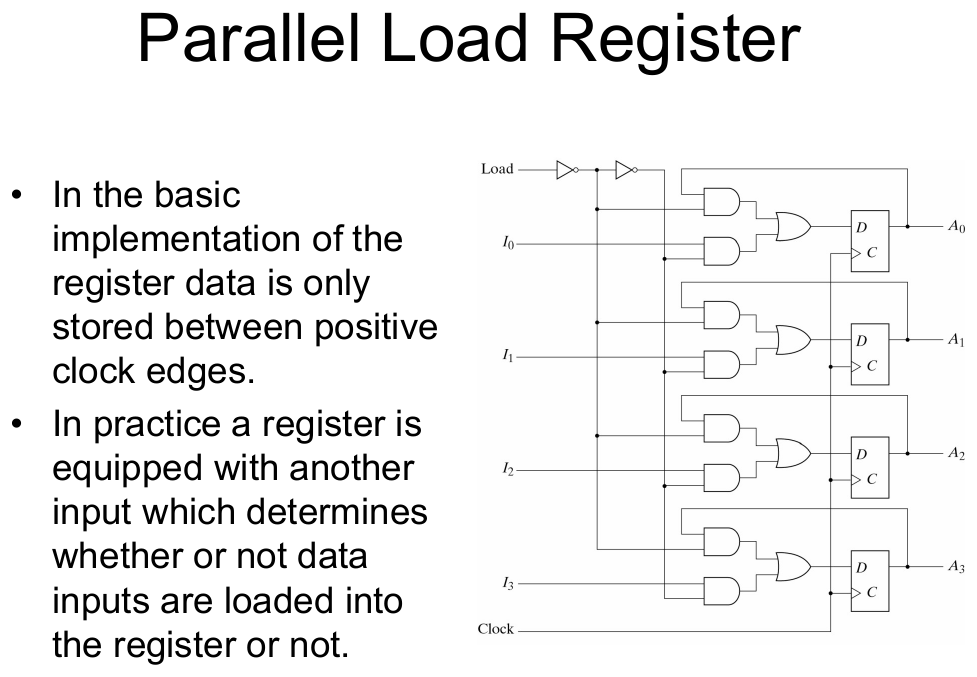 Parallel Load Register
• In the basic
implementation of the
register data is only
stored between positive
clock edges.
• In practice a register is
equipped with another
input which determines
whether or not data
inputs are loaded into
the register or not.
Load
I0
D
A0
C
I1
D
A1
C
I2
D
A2
C
I3
D
A3
C
Clock